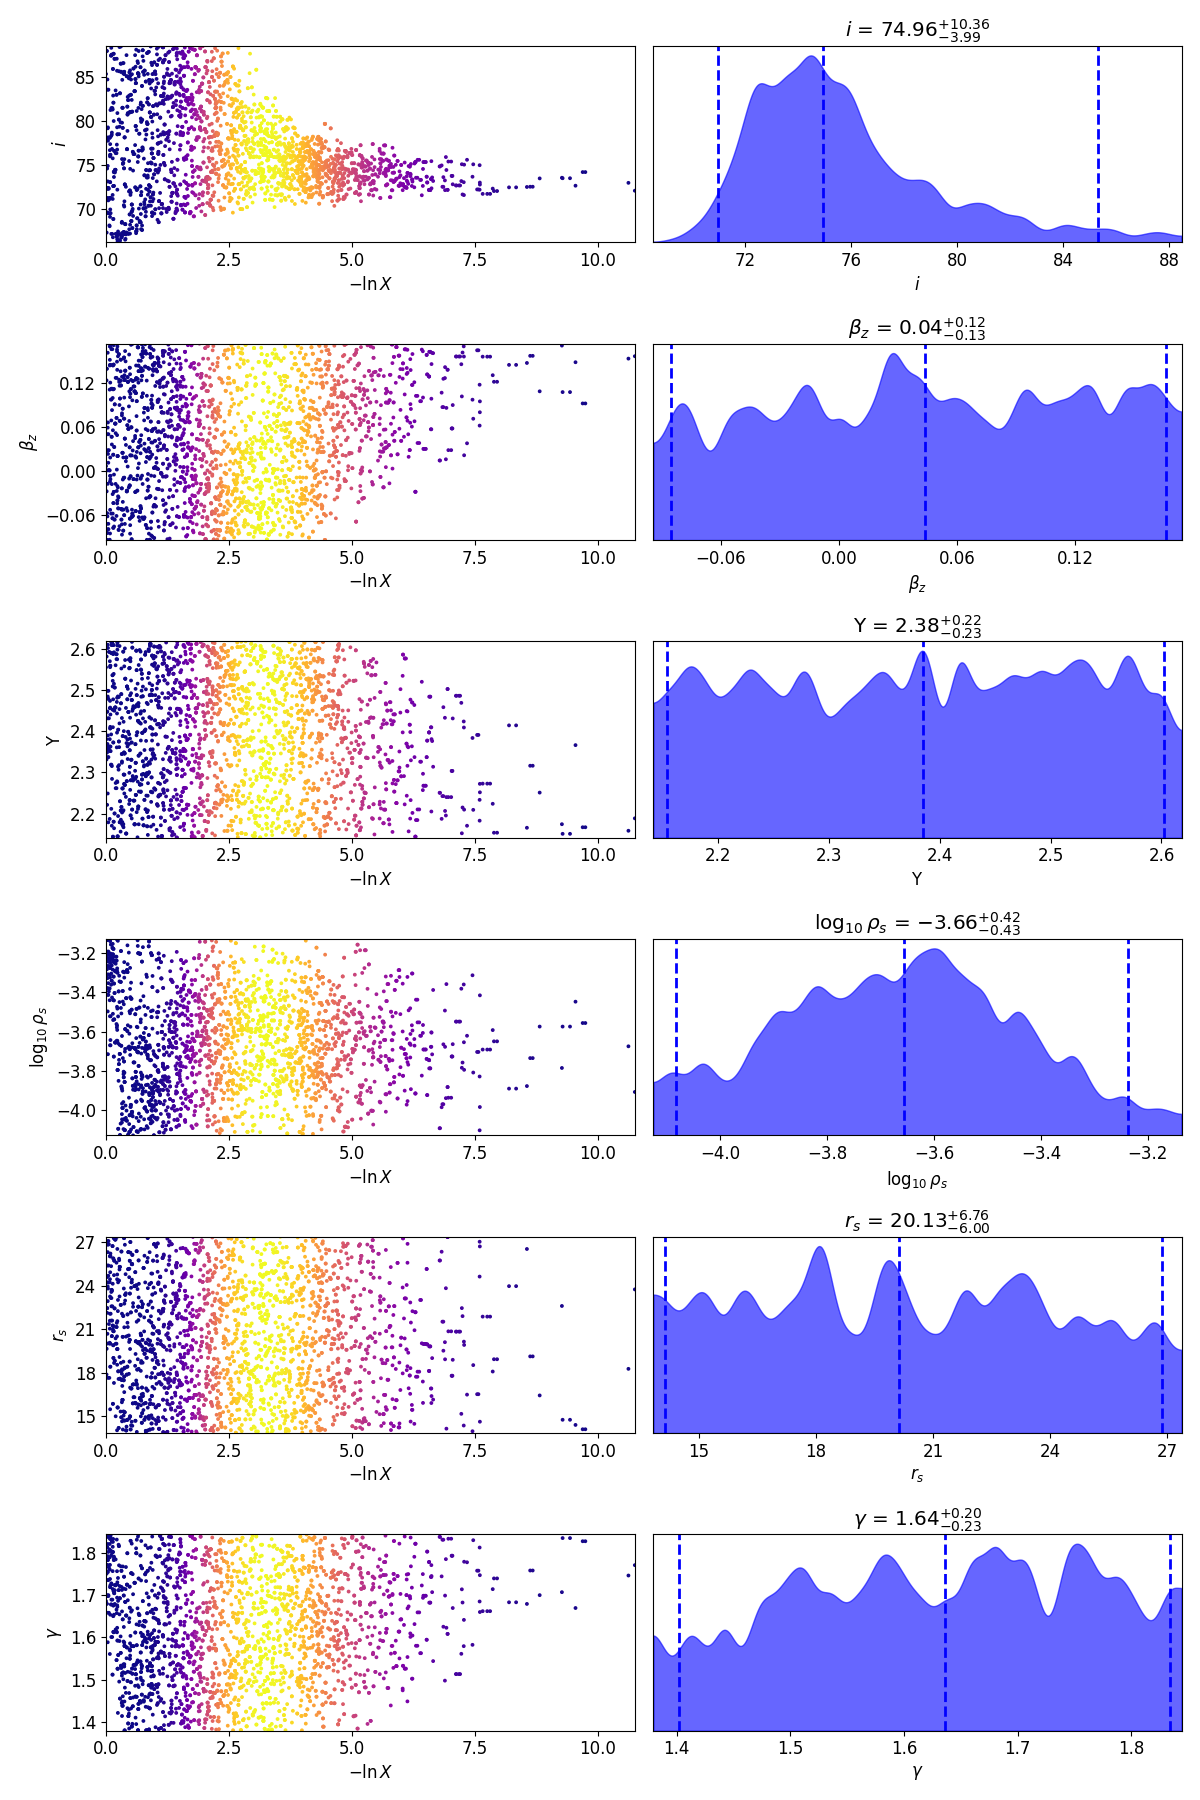 i = 74.96+10.36−3.99
85
80
75
70
i
0.0 2.5 5.0 7.5 10.0
−ln X
72 76 80 84 88
i
βz = 0.04+0.12−0.13
0.12
0.06
0.00
−0.06
βz
0.0 2.5 5.0 7.5 10.0
−ln X
−0.06 0.00 0.06 0.12
βz
Y = 2.38+0.22−0.23
2.6
2.5
2.4
2.3
2.2
Y
0.0 2.5 5.0 7.5 10.0
−ln X
2.2 2.3 2.4 2.5 2.6
Y
log10 ρs = −3.66+0.42−0.43
−3.2
−3.4
−3.6
−3.8
−4.0
log10 ρs
0.0 2.5 5.0 7.5 10.0
−ln X
−4.0 −3.8 −3.6 −3.4 −3.2
log10 ρs
rs = 20.13+6.76−6.00
27
24
21
18
15
rs
0.0 2.5 5.0 7.5 10.0
−ln X
15 18 21 24 27
rs
γ = 1.64+0.20−0.23
1.8
1.7
1.6
1.5
1.4
γ
0.0 2.5 5.0 7.5 10.0
−ln X
1.4 1.5 1.6 1.7 1.8
γ